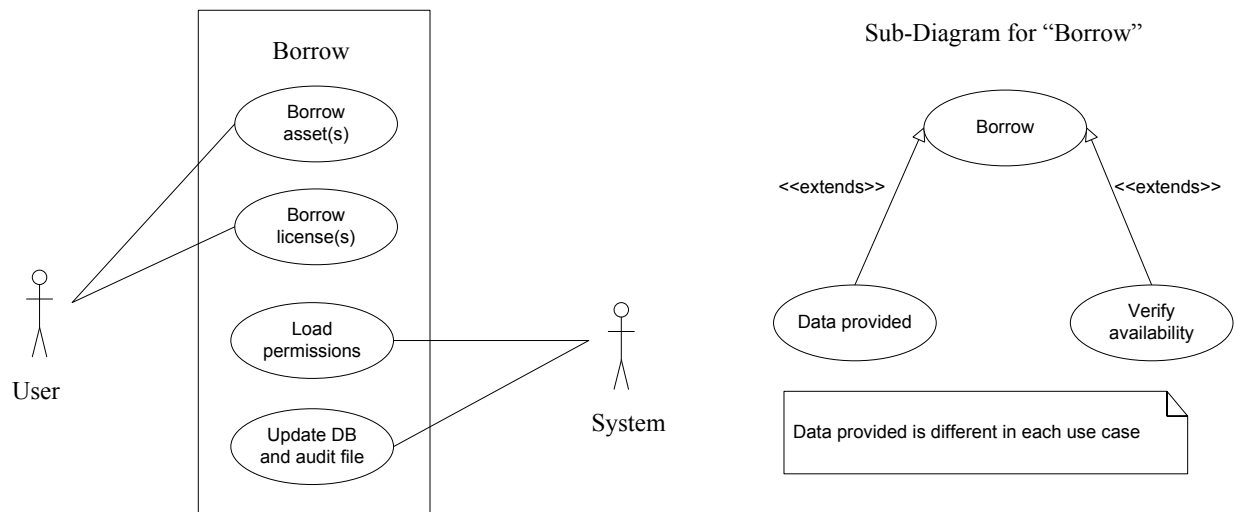 Borrow
Borrow
asset(s)
Borrow
license(s)
Load
permissions
Update DB
and audit file
User
System
Sub-Diagram for “Borrow”
Borrow
<<extends>>
<<extends>>
Data provided
Verify
availability
Data provided is different in each use case